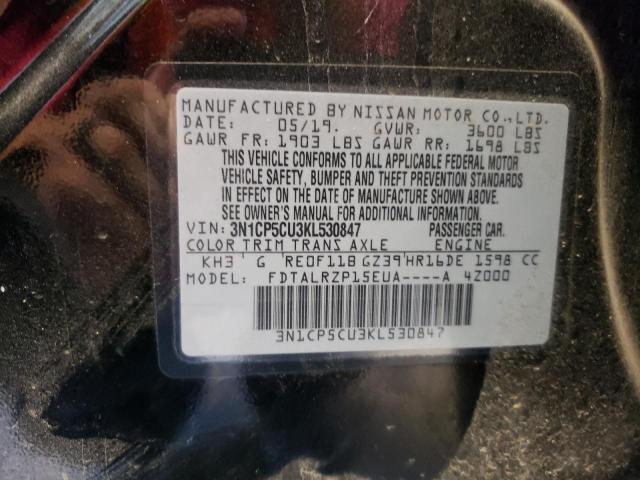 MANUFACTURED BY NISSAN MOTOR CO.,LTD.
DATE: 05/19. GVWR: 3600 LBS
GAWR FR: 1903 LBS GAWR RR: 1698 LBS
THIS VEHICLE CONFORMS TO ALL APPLICABLE FEDERAL MOTOR
VEHICLE SAFETY, BUMPER AND THEFT PREVENTION STANDARDS
IN EFFECT ON THE DATE OF MANUFACTURE SHOWN ABOVE.
SEE OWNER'S MANUAL FOR ADDITIONAL INFORMATION.
VIN: 3N1CP5CU3KL530847 PASSENGER CAR.
COLOR TRIM TRANS AXLE ENGINE
KH3 G RE0F11B GZ39 HR16DE 1598 CC
MODEL: FDTALRZP15EUA----A 4Z000
3N1CP5CU3KL530847